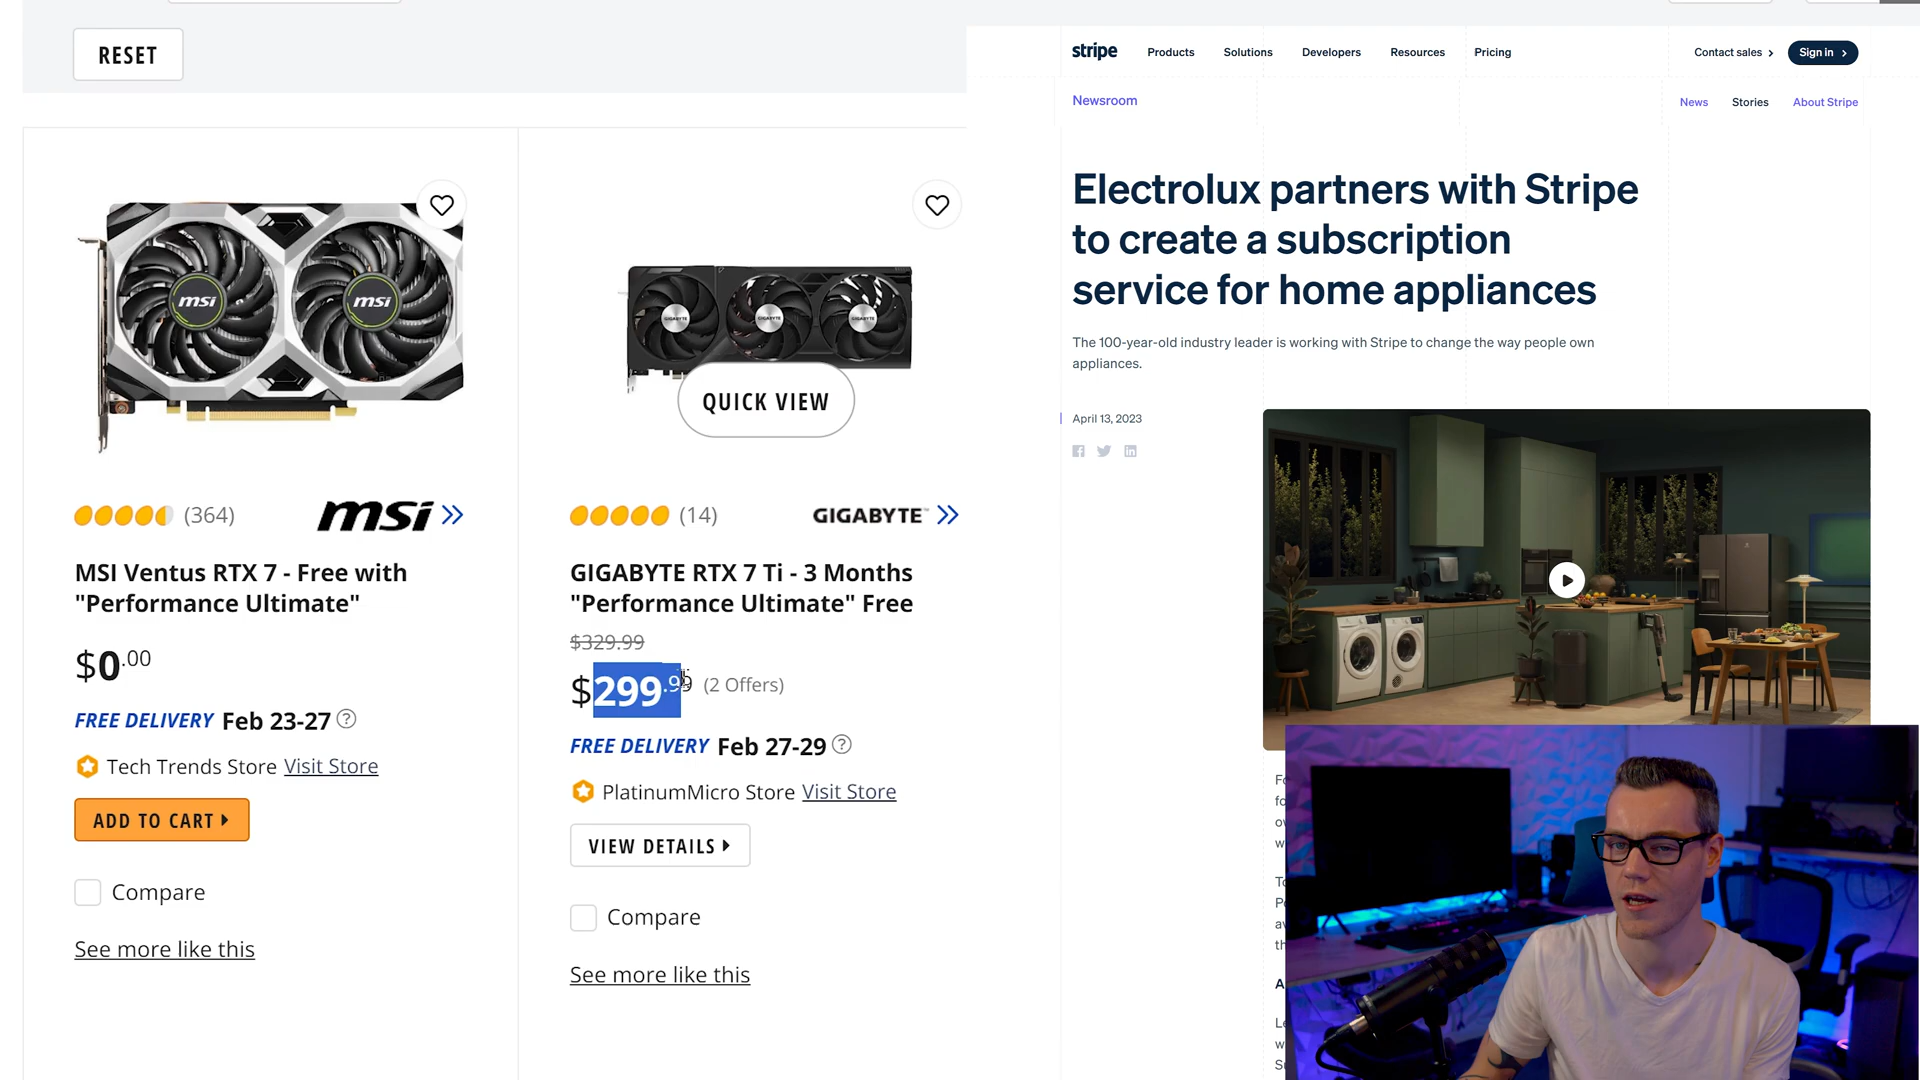 RESET
msi
msi
(364)
msi
MSI Ventus RTX 7 - Free with
"Performance Ultimate"
$0.00
FREE DELIVERY Feb 23-27 ?
Tech Trends Store Visit Store
ADD TO CART
Compare
See more like this
GIGABYTE
GIGABYTE
GIGABYTE
QUICK VIEW
(14)
GIGABYTE
GIGABYTE RTX 7 Ti - 3 Months
"Performance Ultimate" Free
$329.99
$299.99 (2 Offers)
FREE DELIVERY Feb 27-29 ?
PlatinumMicro Store Visit Store
VIEW DETAILS
Compare
See more like this
stripe Products Solutions Developers Resources Pricing Contact sales Sign in
Newsroom News Stories About Stripe
Electrolux partners with Stripe
to create a subscription
service for home appliances
The 100-year-old industry leader is working with Stripe to change the way people own
appliances.
April 13, 2023